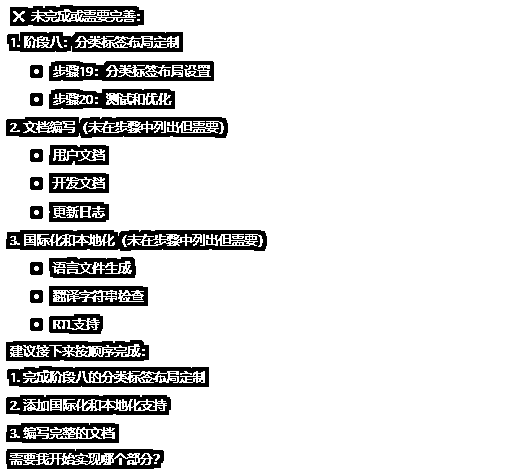 ❌ 未完成或需要完善:
1. 阶段八：分类标签布局定制
步骤19：分类标签布局设置
步骤20：测试和优化
2. 文档编写（未在步骤中列出但需要）
用户文档
开发文档
更新日志
3. 国际化和本地化（未在步骤中列出但需要）
语言文件生成
翻译字符串检查
RTL支持
建议接下来按顺序完成:
1. 完成阶段八的分类标签布局定制
2. 添加国际化和本地化支持
3. 编写完整的文档
需要我开始实现哪个部分?